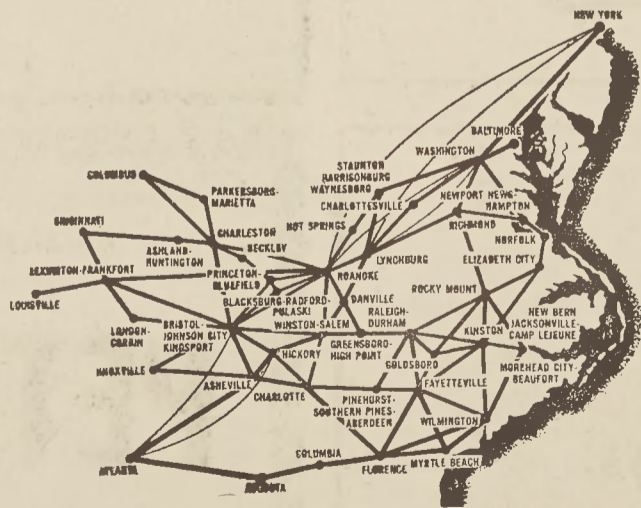 NEW YORK
BALTIMORE
WASHINGTON
STAUNTON
HARRISONBURG
WAYNESBORO
COLUMBUS
PARKERSBURG-
MARIETTA
CHARLOTTESVILLE
NEWPORT NEWS-
HAMPTON
RICHMOND
CINCINNATI
CHARLESTON
HOT SPRINGS
NORFOLK
ASHLAND-
HUNTINGTON
BECKLEY
LYNCHBURG
ELIZABETH CITY
LEXINGTON-FRANKFORT
PRINCETON-
BLUEFIELD
ROANOKE
LOUISVILLE
BLACKSBURG-RADFORD-
PULASKI
DANVILLE
ROCKY MOUNT
LONDON-
CORBIN
BRISTOL-
JOHNSON CITY
KINGSPORT
WINSTON-SALEM
RALEIGH-
DURHAM
NEW BERN
JACKSONVILLE-
CAMP LEJEUNE
KINSTON
HICKORY
GREENSBORO-
HIGH POINT
GOLDSBORO
MOREHEAD CITY-
BEAUFORT
KNOXVILLE
ASHEVILLE
CHARLOTTE
PINEHURST-
SOUTHERN PINES-
ABERDEEN
FAYETTEVILLE
WILMINGTON
ATLANTA
COLUMBIA
AUGUSTA
FLORENCE
MYRTLE BEACH